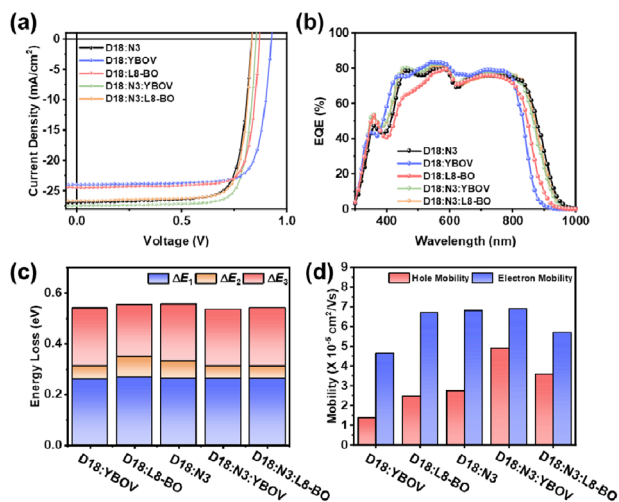 (a)
0
-5
-10
-15
-20
-25
Current Density (mA/cm²)
D18:N3
D18:YBOV
D18:L8-BO
D18:N3:YBOV
D18:N3:L8-BO
0.0 0.5 1.0
Voltage (V)
(b)
100
80
60
40
20
0
EQE (%)
D18:N3
D18:YBOV
D18:L8-BO
D18:N3:YBOV
D18:N3:L8-BO
400 600 800 1000
Wavelength (nm)
(c)
ΔE₁ ΔE₂ ΔE₃
0.6
0.4
0.2
0.0
Energy Loss (eV)
D18:YBOV
D18:L8-BO
D18:N3
D18:N3:YBOV
D18:N3:L8-BO
(d)
Hole Mobility Electron Mobility
9
8
7
6
5
4
3
2
1
0
Mobility (X 10⁻⁵ cm²/Vs)
D18:YBOV
D18:L8-BO
D18:N3
D18:N3:YBOV
D18:N3:L8-BO